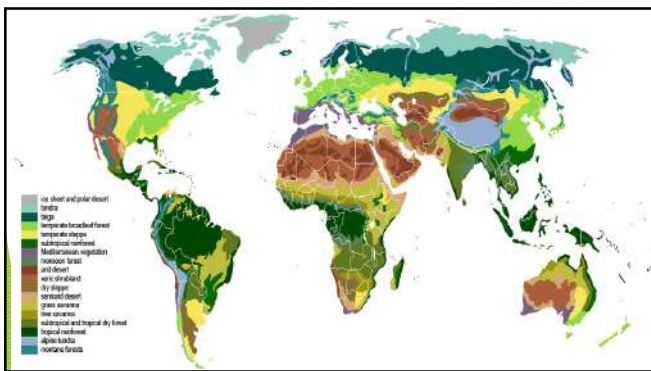 ice sheet and polar desert
tundra
taiga
temperate broadleaf forest
temperate steppe
subtropical rainforest
Mediterranean vegetation
monsoon forest
arid desert
xeric shrubland
dry steppe
semiarid desert
grass savanna
tree savanna
subtropical and tropical dry forest
tropical rainforest
alpine tundra
montane forests